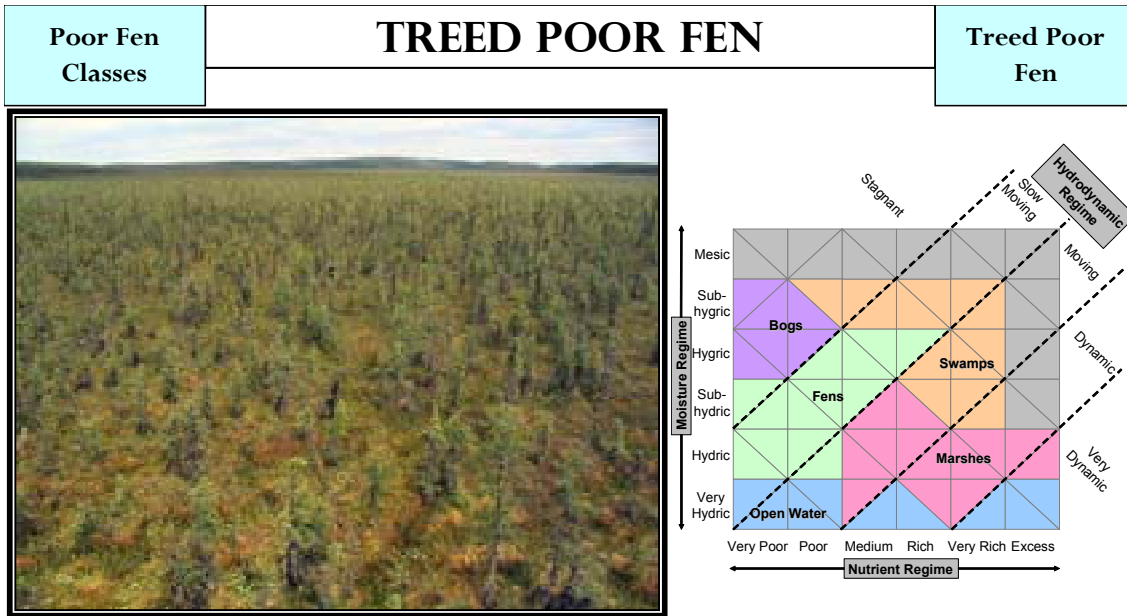 Poor Fen
Classes
TREED POOR FEN
Treed Poor
Fen
Hydrodynamic
Regime
Stagnant
Slow
Moving
Moving
Dynamic
Very
Dynamic
Moisture Regime
Mesic
Sub-
hygric
Hygric
Sub-
hydric
Hydric
Very
Hydric
Bogs
Swamps
Fens
Marshes
Open Water
Very Poor Poor Medium Rich Very Rich Excess
Nutrient Regime